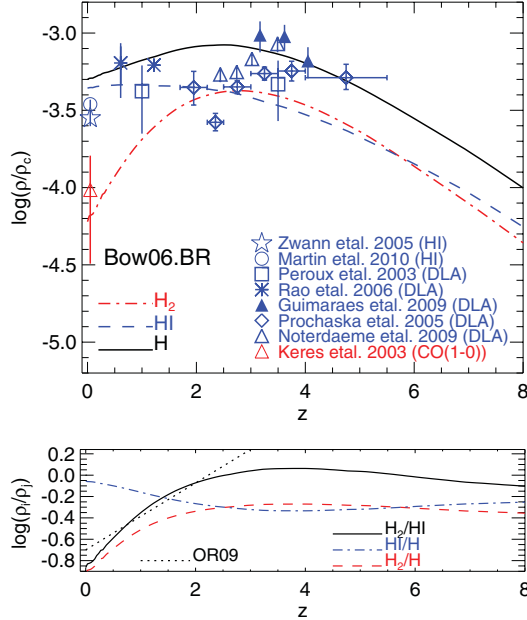 -3.0
-3.5
-4.0
-4.5
-5.0
log(ρ/ρc)
Bow06.BR
H2
HI
H
Zwann etal. 2005 (HI)
Martin etal. 2010 (HI)
Peroux etal. 2003 (DLA)
Rao etal. 2006 (DLA)
Guimaraes etal. 2009 (DLA)
Prochaska etal. 2005 (DLA)
Noterdaeme etal. 2009 (DLA)
Keres etal. 2003 (CO(1-0))
0 2 4 6 8
z
0.2
0.0
-0.2
-0.4
-0.6
-0.8
log(ρi/ρj)
OR09
H2/HI
HI/H
H2/H
0 2 4 6 8
z